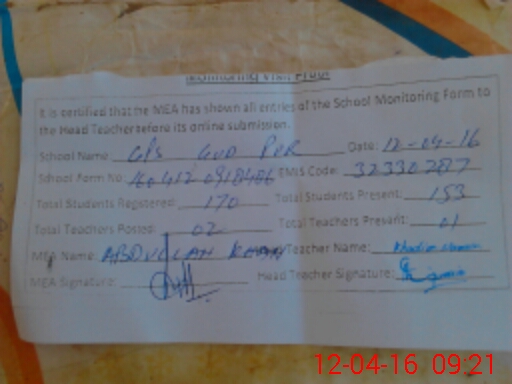 Monitoring Visit Proof
It is certified that the MEA has shown all entries of the School Monitoring Form to
the Head Teacher before its online submission.
School Name: GPS GUD PUR Date: 12-04-16
School Form No: 160412 0918406 EMIS Code: 32330287
Total Students Registered: 170 Total Students Present: 153
Total Teachers Posted: 02 Total Teachers Present: 01
MEA Name: ABDULLAH KHAN Teacher Name: Khadim
MEA Signature: Head Teacher Signature:
12-04-16 09:21